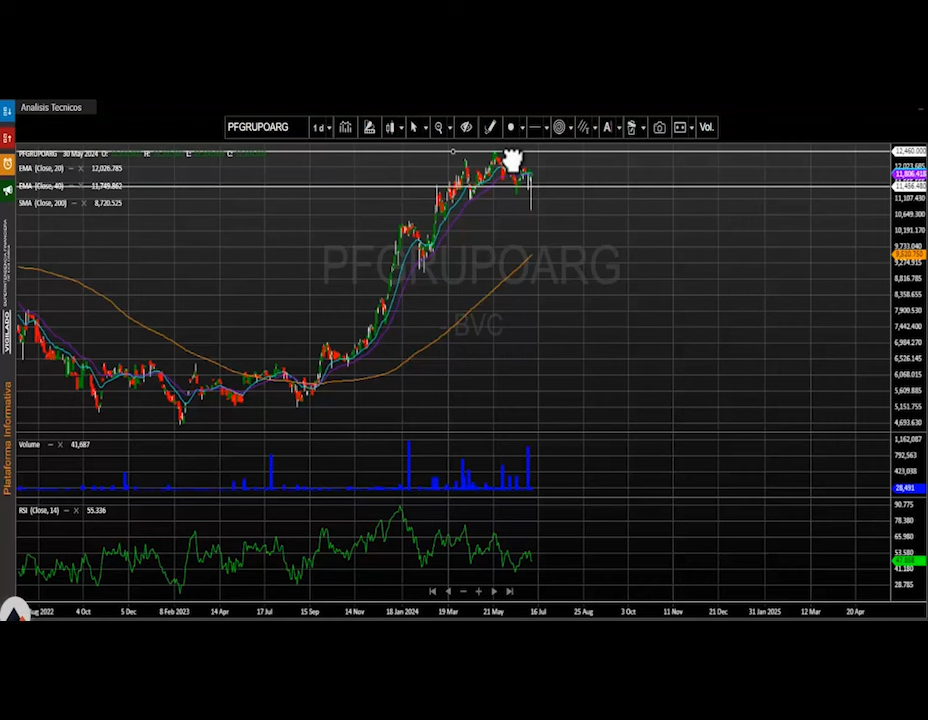 Analisis Tecnicos
PFGRUPOARG 1 d Vol.
PFGRUPOARG 30 May 2024 O: H: L: C:
EMA (Close, 20) 12,026.785
EMA (Close, 40) 11,749.862
SMA (Close, 200) 8,720.525
PFGRUPOARG
BVC
12,460.000
12,023.685
11,806.418
11,456.480
11,107.430
10,649.300
10,191.170
9,733.040
9,520.750
9,274.915
8,816.785
8,358.655
7,900.530
7,442.400
6,984.270
6,526.145
6,068.015
5,609.885
5,151.755
4,693.630
Volume 41,687
1,162,087
792,563
423,038
28,491
RSI (Close, 14) 55.336
90.775
78.380
65.980
53.580
41.180
28.785
Aug 2022 4 Oct 5 Dec 8 Feb 2023 14 Apr 17 Jul 15 Sep 14 Nov 18 Jan 2024 19 Mar 21 May 16 Jul 25 Aug 3 Oct 11 Nov 21 Dec 31 Jan 2025 12 Mar 20 Apr
VIGILADO
Plataforma Informativa